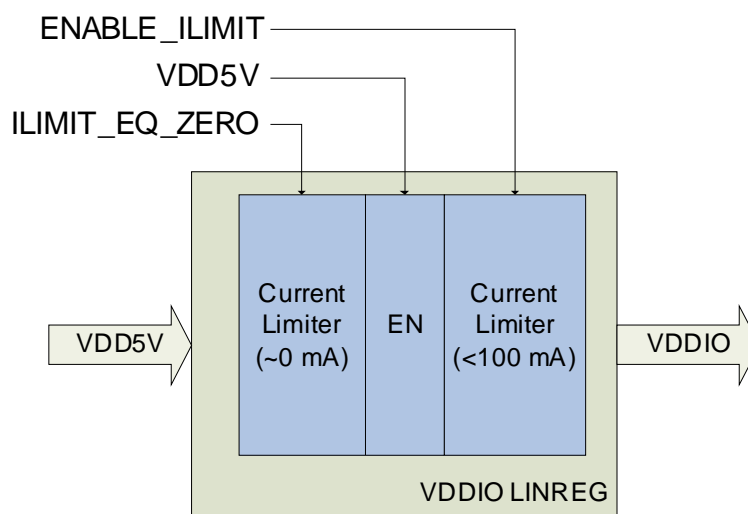 ENABLE_ILIMIT
VDD5V
ILIMIT_EQ_ZERO
Current
Limiter
(~0 mA)
EN
Current
Limiter
(<100 mA)
VDD5V
VDDIO
VDDIO LINREG